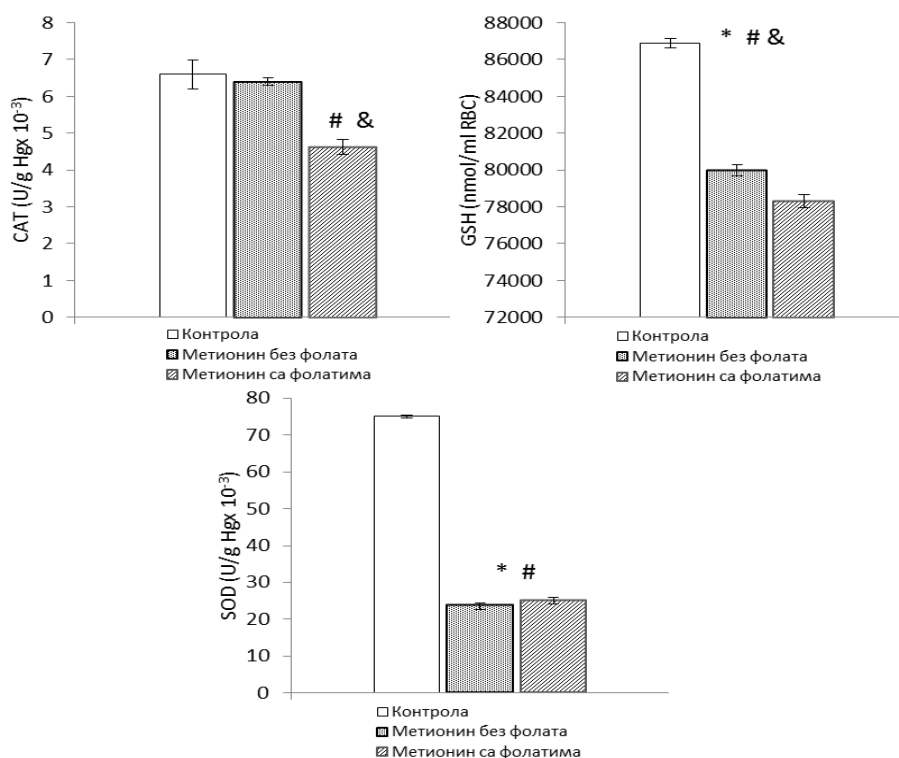 8
7
6
5
4
3
2
1
0
CAT (U/g Hgx 10⁻³)
# &
Контрола
Метионин без фолата
Метионин са фолатима
88000
86000
84000
82000
80000
78000
76000
74000
72000
GSH (nmol/ml RBC)
* # &
Контрола
Метионин без фолата
Метионин са фолатима
80
70
60
50
40
30
20
10
0
SOD (U/g Hgx 10⁻³)
* #
Контрола
Метионин без фолата
Метионин са фолатима